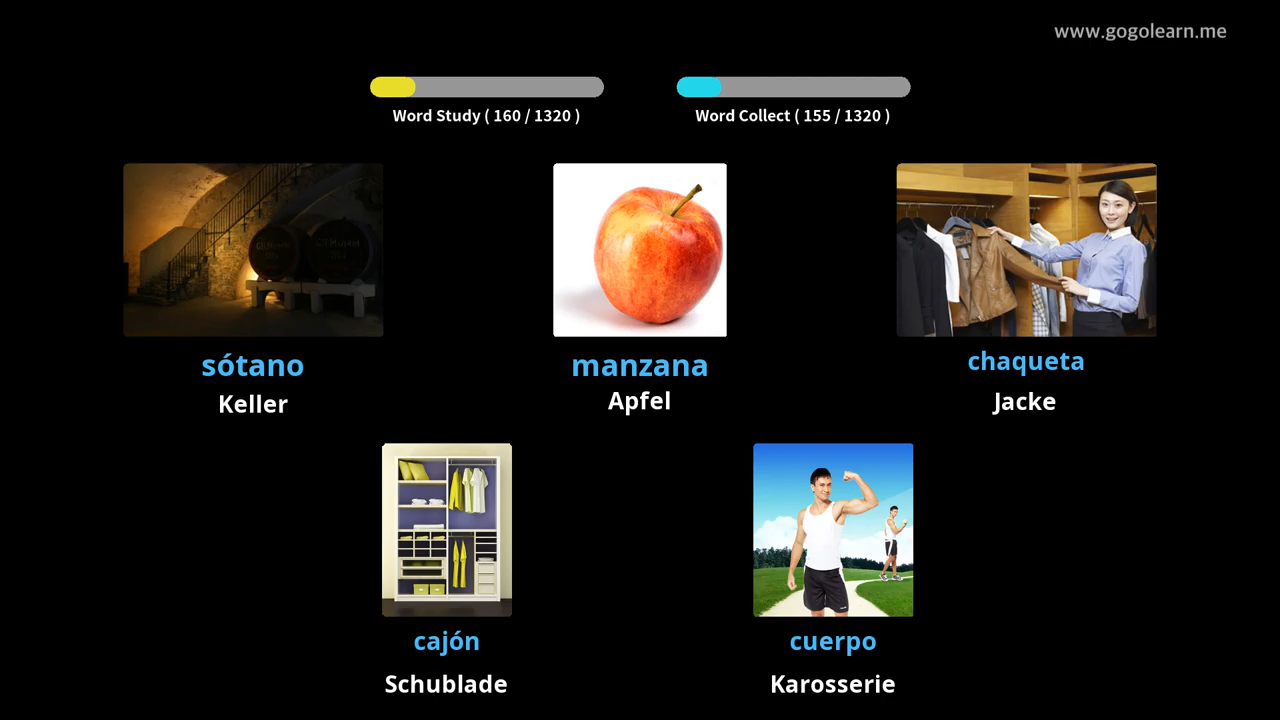 www.gogolearn.me
Word Study ( 160 / 1320 )
Word Collect ( 155 / 1320 )
sótano
Keller
manzana
Apfel
chaqueta
Jacke
cajón
Schublade
cuerpo
Karosserie